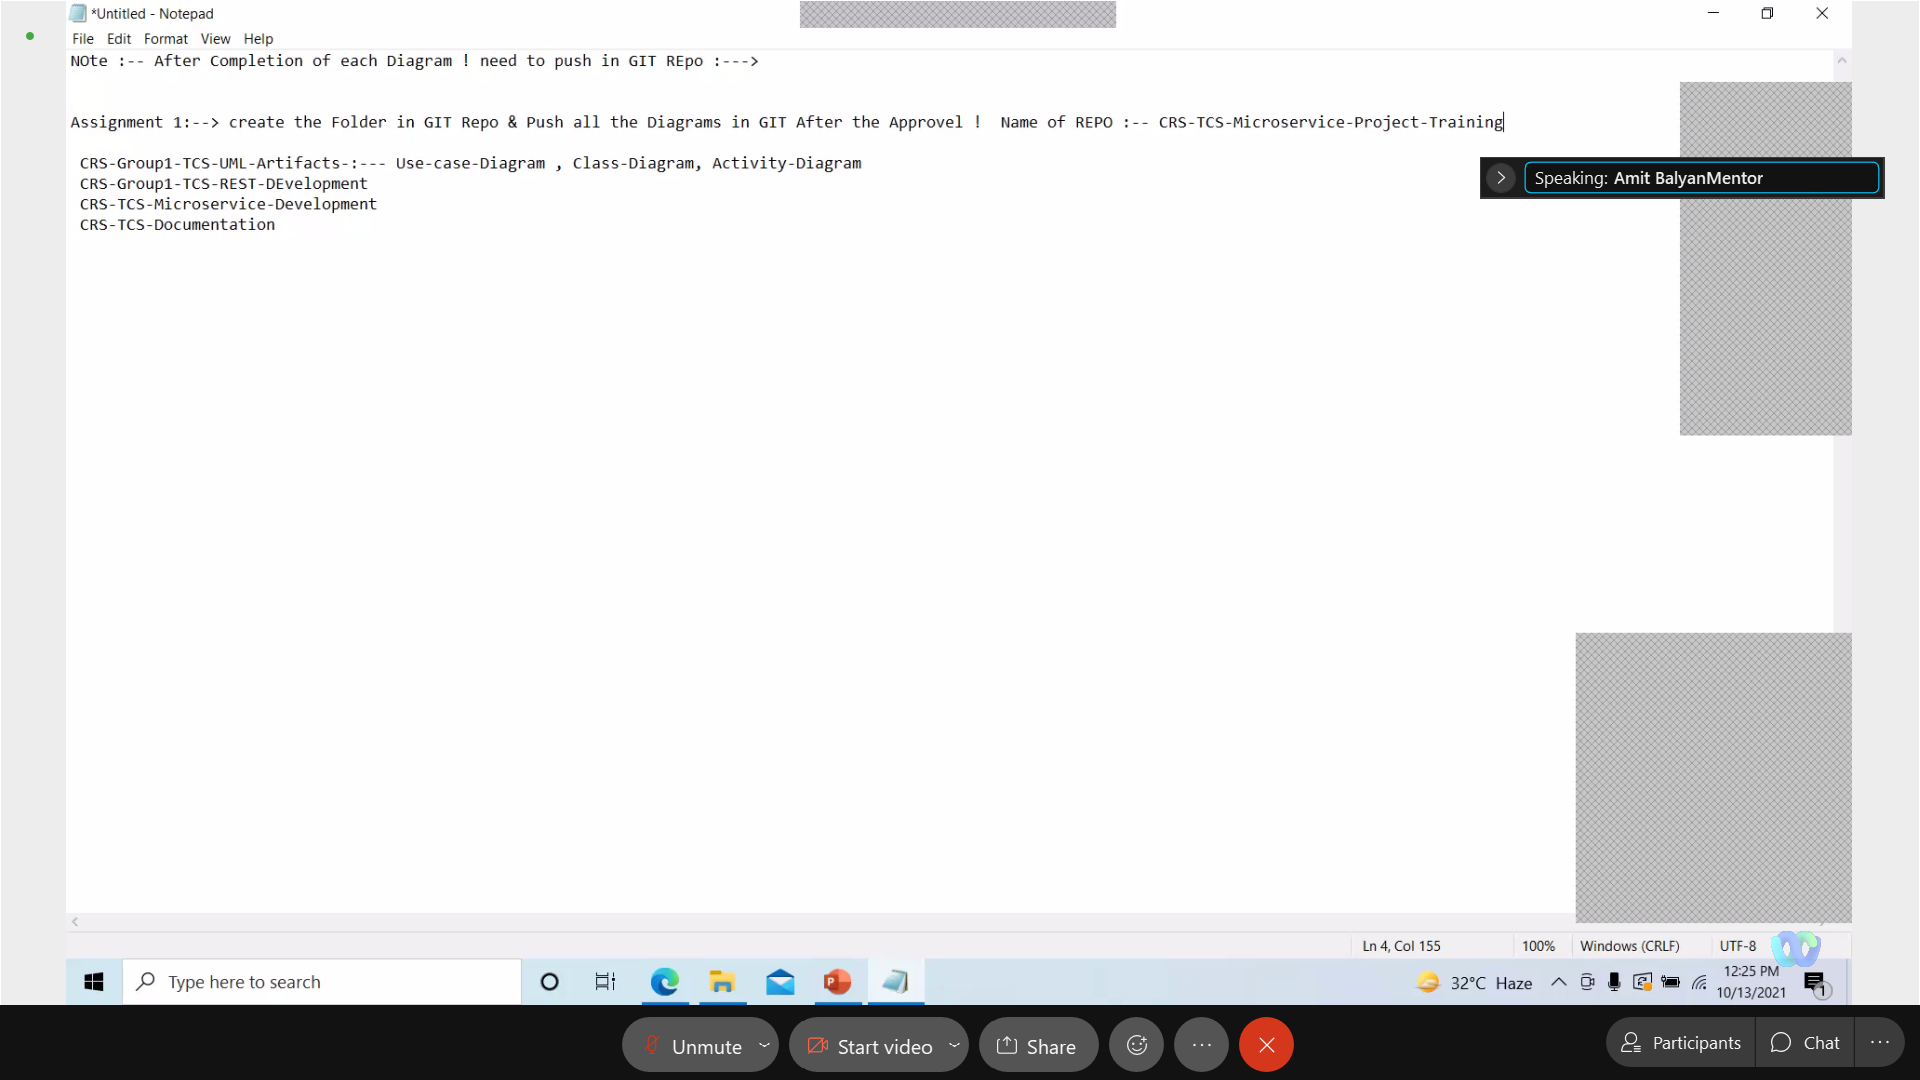 *Untitled - Notepad
File Edit Format View Help
NOte :-- After Completion of each Diagram ! need to push in GIT REpo :--->
Assignment 1:--> create the Folder in GIT Repo & Push all the Diagrams in GIT After the Approvel !  Name of REPO :-- CRS-TCS-Microservice-Project-Training
CRS-Group1-TCS-UML-Artifacts-:--- Use-case-Diagram , Class-Diagram, Activity-Diagram
Speaking: Amit BalyanMentor
CRS-Group1-TCS-REST-DEvelopment
CRS-TCS-Microservice-Development
CRS-TCS-Documentation
Ln 4, Col 155 100% Windows (CRLF) UTF-8
Type here to search
32°C Haze
12:25 PM
10/13/2021
1
Unmute Start video Share Participants Chat